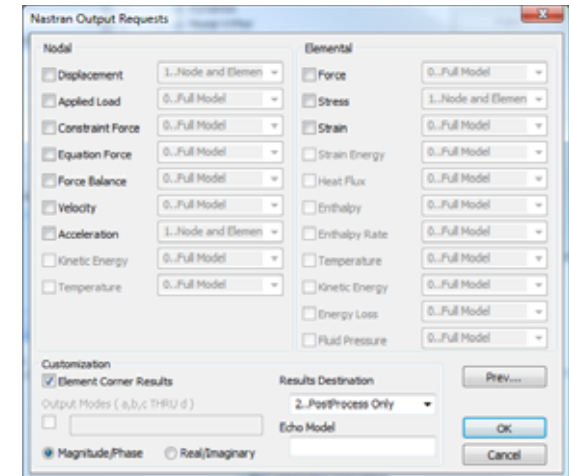 Nastran Output Requests
Nodal
Displacement 1..Node and Elemen
Applied Load 0..Full Model
Constraint Force 0..Full Model
Equation Force 0..Full Model
Force Balance 0..Full Model
Velocity 0..Full Model
Acceleration 1..Node and Elemen
Kinetic Energy 0..Full Model
Temperature 0..Full Model
Elemental
Force 0..Full Model
Stress 1..Node and Elemen
Strain 0..Full Model
Strain Energy 0..Full Model
Heat Flux 0..Full Model
Enthalpy 0..Full Model
Enthalpy Rate 0..Full Model
Temperature 0..Full Model
Kinetic Energy 0..Full Model
Energy Loss 0..Full Model
Fluid Pressure 0..Full Model
Customization
Element Corner Results
Output Modes ( a,b,c THRU d )
Magnitude/Phase Real/Imaginary
Results Destination
2..PostProcess Only
Echo Model
Prev...
OK
Cancel